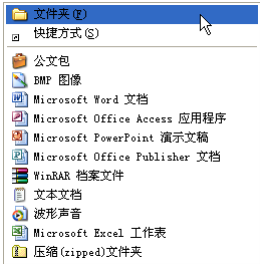 文件夹(F)
快捷方式(S)
公文包
BMP 图像
Microsoft Word 文档
Microsoft Office Access 应用程序
Microsoft PowerPoint 演示文稿
Microsoft Office Publisher 文档
WinRAR 档案文件
文本文档
波形声音
Microsoft Excel 工作表
压缩(zipped)文件夹